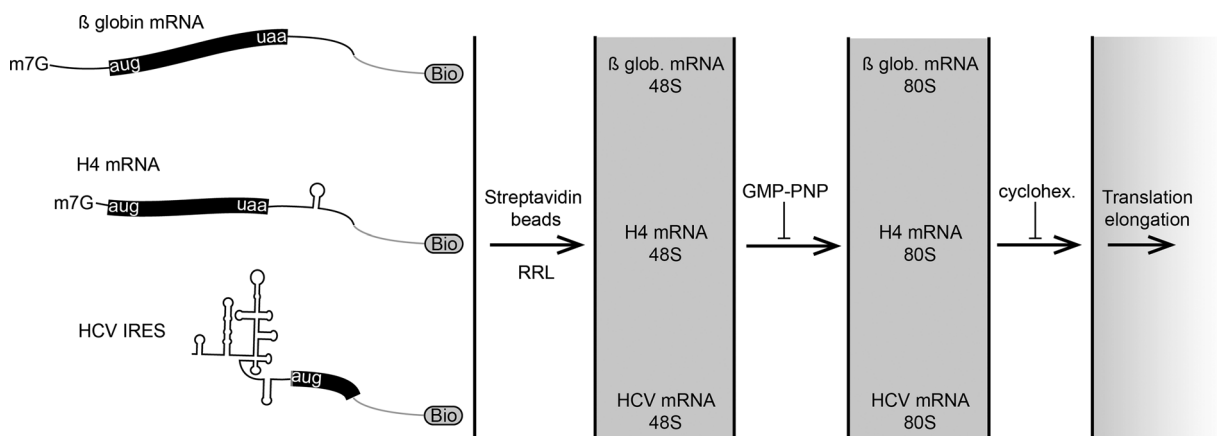 ß globin mRNA
m7G
aug
uaa
Bio
H4 mRNA
m7G
aug
uaa
Bio
HCV IRES
aug
Bio
Streptavidin
beads
RRL
ß glob. mRNA
48S
H4 mRNA
48S
HCV mRNA
48S
GMP-PNP
ß glob. mRNA
80S
H4 mRNA
80S
HCV mRNA
80S
cyclohex.
Translation
elongation